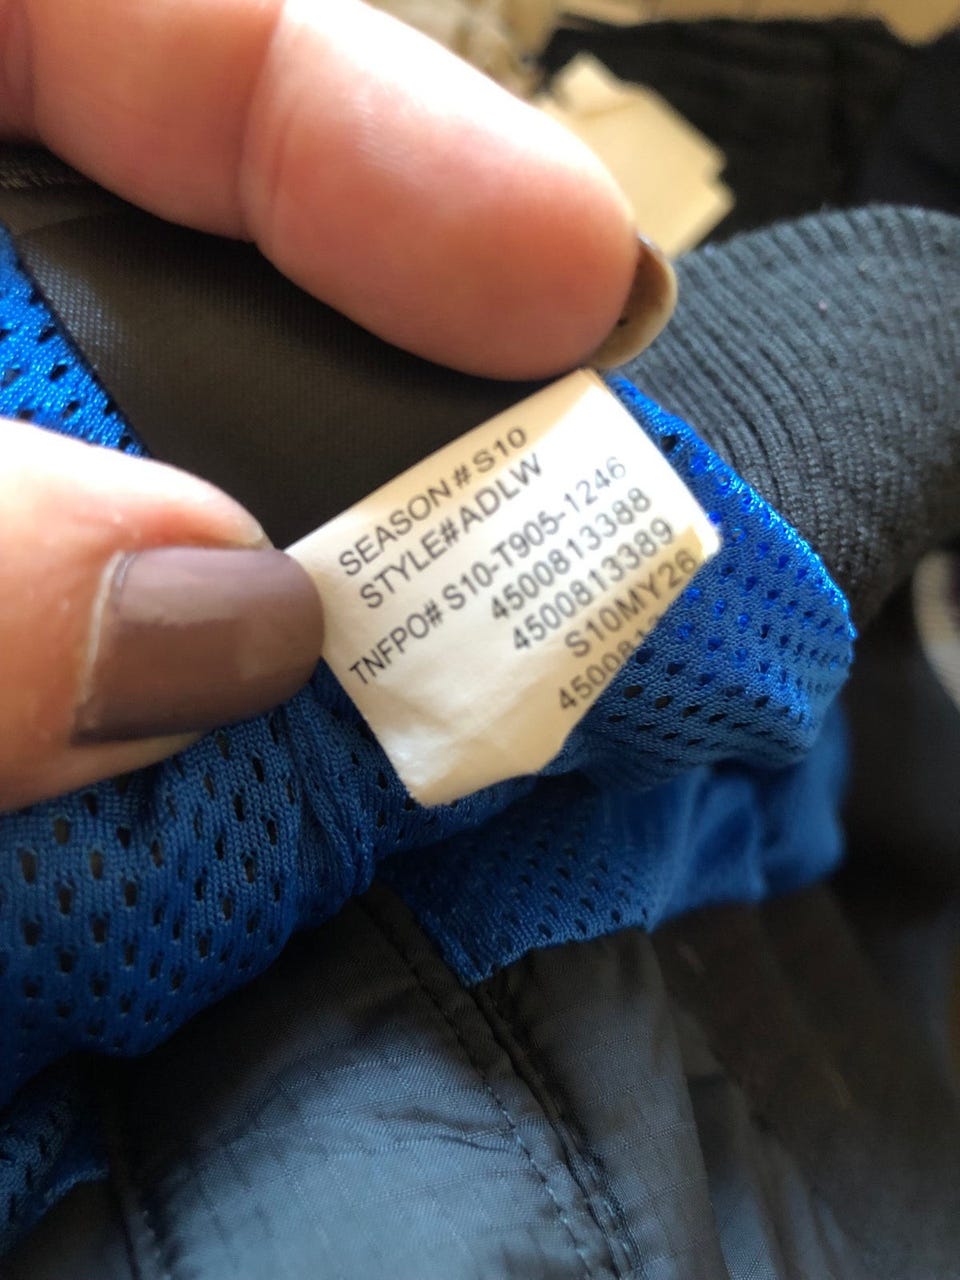 SEASON # S10
STYLE# ADLW
TNFPO# S10-T905-1246
4500813388
4500813389
S10MY26